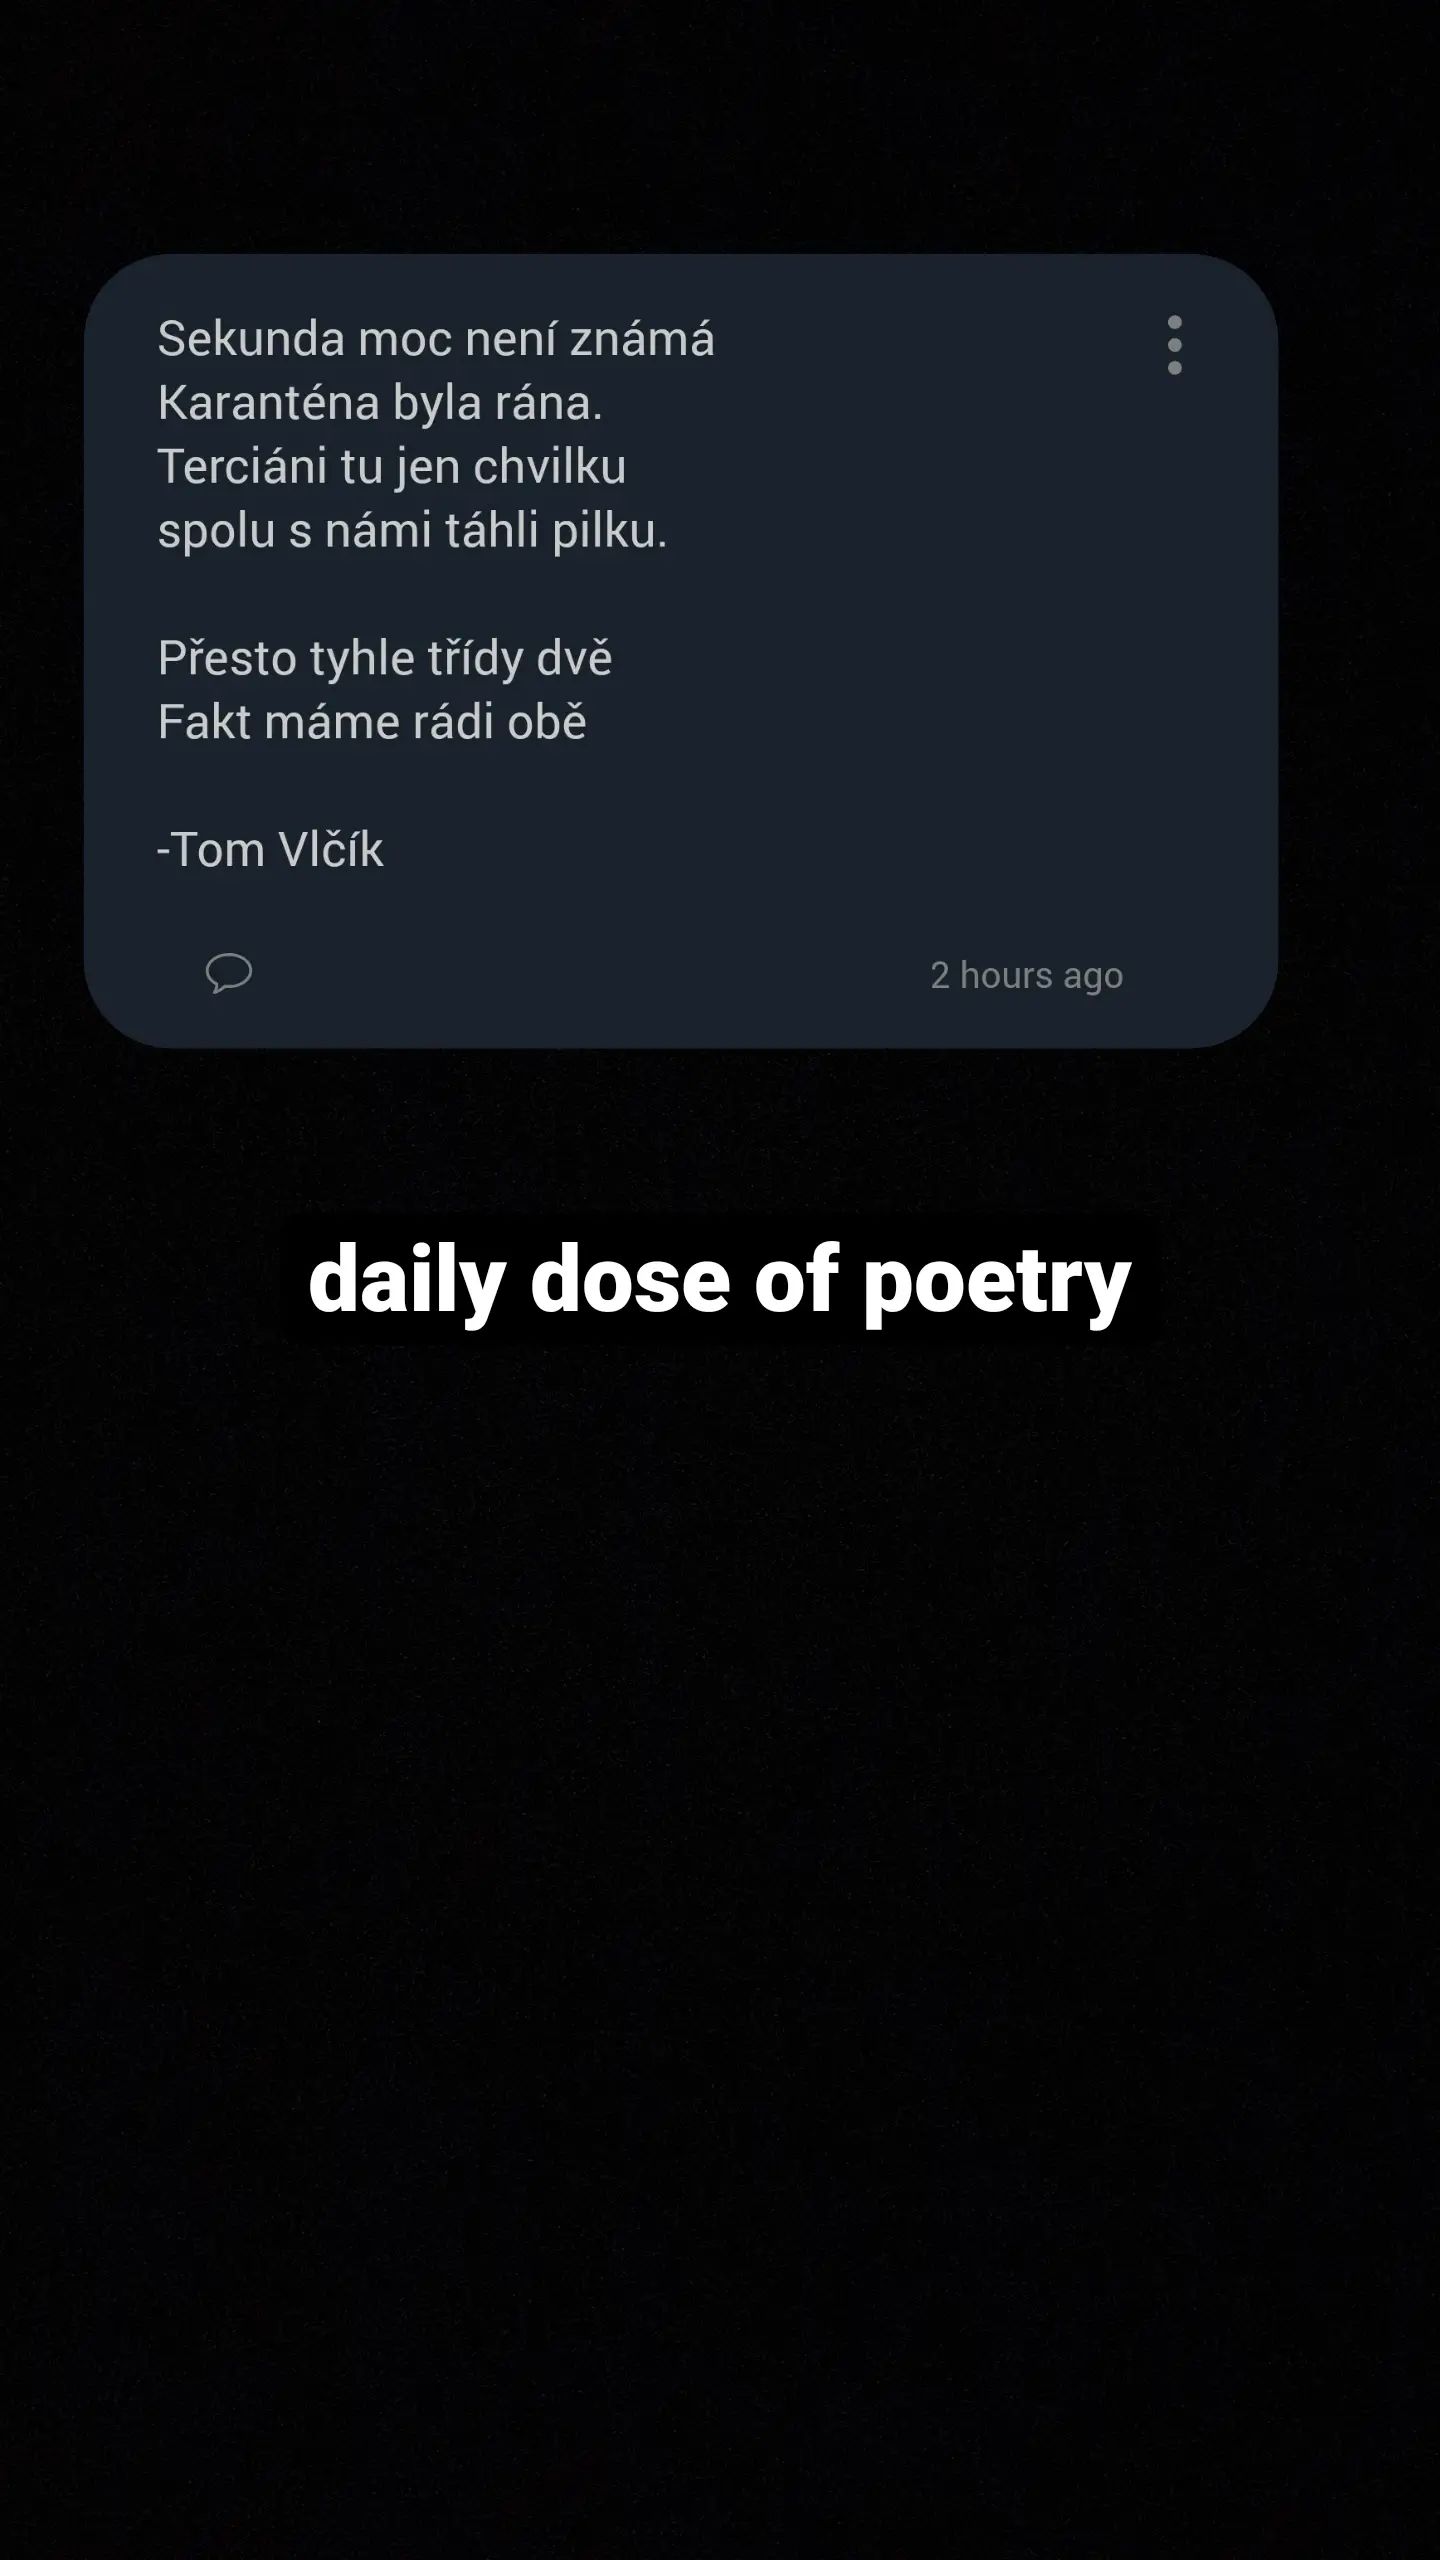 Sekunda moc není známá
Karanténa byla rána.
Terciáni tu jen chvilku
spolu s námi táhli pilku.
Přesto tyhle třídy dvě
Fakt máme rádi obě
-Tom Vlčík
2 hours ago
daily dose of poetry